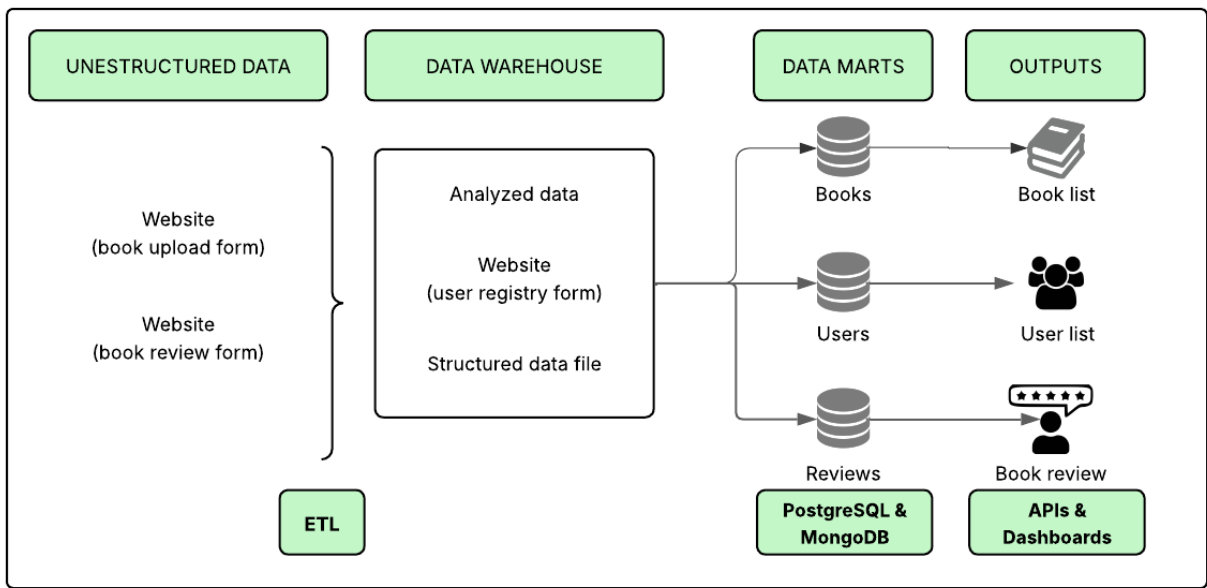 UNESTRUCTURED DATA
DATA WAREHOUSE
DATA MARTS
OUTPUTS
Website
(book upload form)
Website
(book review form)
Analyzed data
Website
(user registry form)
Structured data file
Books
Book list
Users
User list
Reviews
Book review
ETL
PostgreSQL &
MongoDB
APIs &
Dashboards